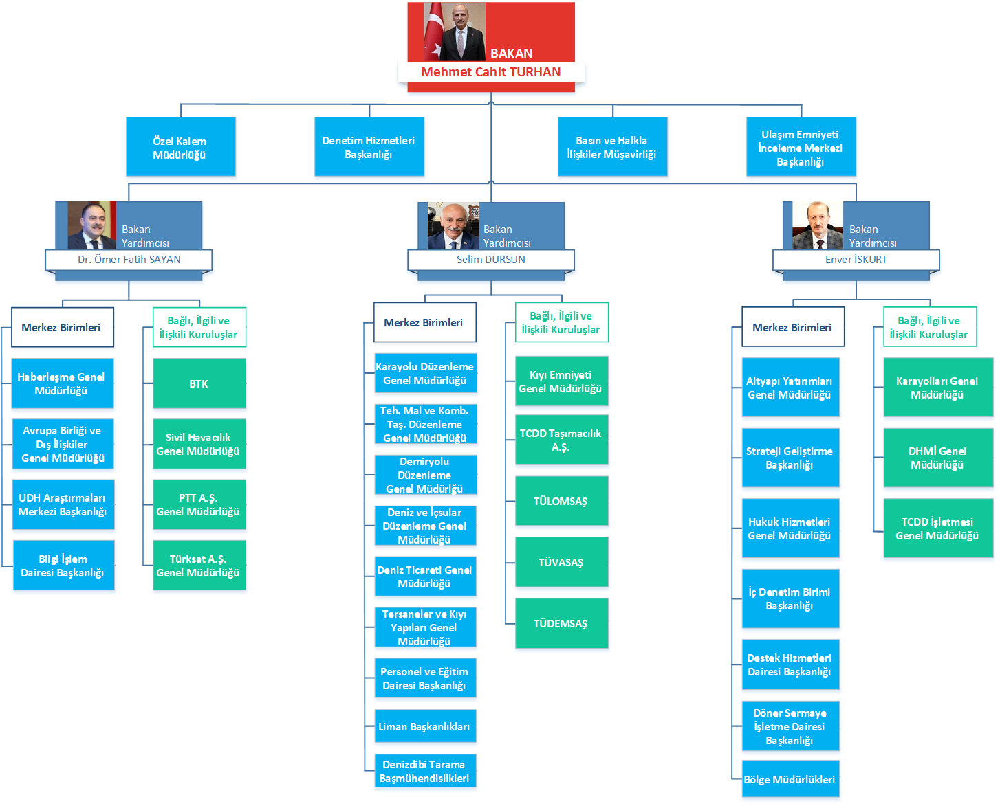 BAKAN
Mehmet Cahit TURHAN
Özel Kalem
Müdürlüğü
Denetim Hizmetleri
Başkanlığı
Basın ve Halkla
İlişkiler Müşavirliği
Ulaşım Emniyeti
İnceleme Merkezi
Başkanlığı
Bakan
Yardımcısı
Dr. Ömer Fatih SAYAN
Bakan
Yardımcısı
Selim DURSUN
Bakan
Yardımcısı
Enver İSKURT
Merkez Birimleri
Haberleşme Genel
Müdürlüğü
Avrupa Birliği ve
Dış İlişkiler
Genel Müdürlüğü
UDH Araştırmaları
Merkezi Başkanlığı
Bilgi İşlem
Dairesi Başkanlığı
Bağlı, İlgili ve
İlişkili Kuruluşlar
BTK
Sivil Havacılık
Genel Müdürlüğü
PTT A.Ş.
Genel Müdürlüğü
Türksat A.Ş.
Genel Müdürlüğü
Merkez Birimleri
Karayolu Düzenleme
Genel Müdürlüğü
Teh. Mal ve Komb.
Taş. Düzenleme
Genel Müdürlüğü
Demiryolu
Düzenleme
Genel Müdürlğü
Deniz ve İçsular
Düzenleme Genel
Müdürlüğü
Deniz Ticareti Genel
Müdürlüğü
Tersaneler ve Kıyı
Yapıları Genel
Müdürlüğü
Personel ve Eğitim
Dairesi Başkanlığı
Liman Başkanlıkları
Denizdibi Tarama
Başmühendislikleri
Bağlı, İlgili ve
İlişkili Kuruluşlar
Kıyı Emniyeti
Genel Müdürlüğü
TCDD Taşımacılık
A.Ş.
TÜLOMSAŞ
TÜVASAŞ
TÜDEMSAŞ
Merkez Birimleri
Altyapı Yatırımları
Genel Müdürlüğü
Strateji Geliştirme
Başkanlığı
Hukuk Hizmetleri
Genel Müdürlüğü
İç Denetim Birimi
Başkanlığı
Destek Hizmetleri
Dairesi Başkanlığı
Döner Sermaye
İşletme Dairesi
Başkanlığı
Bölge Müdürlükleri
Bağlı, İlgili ve
İlişkili Kuruluşlar
Karayolları Genel
Müdürlüğü
DHMİ Genel
Müdürlüğü
TCDD İşletmesi
Genel Müdürlüğü